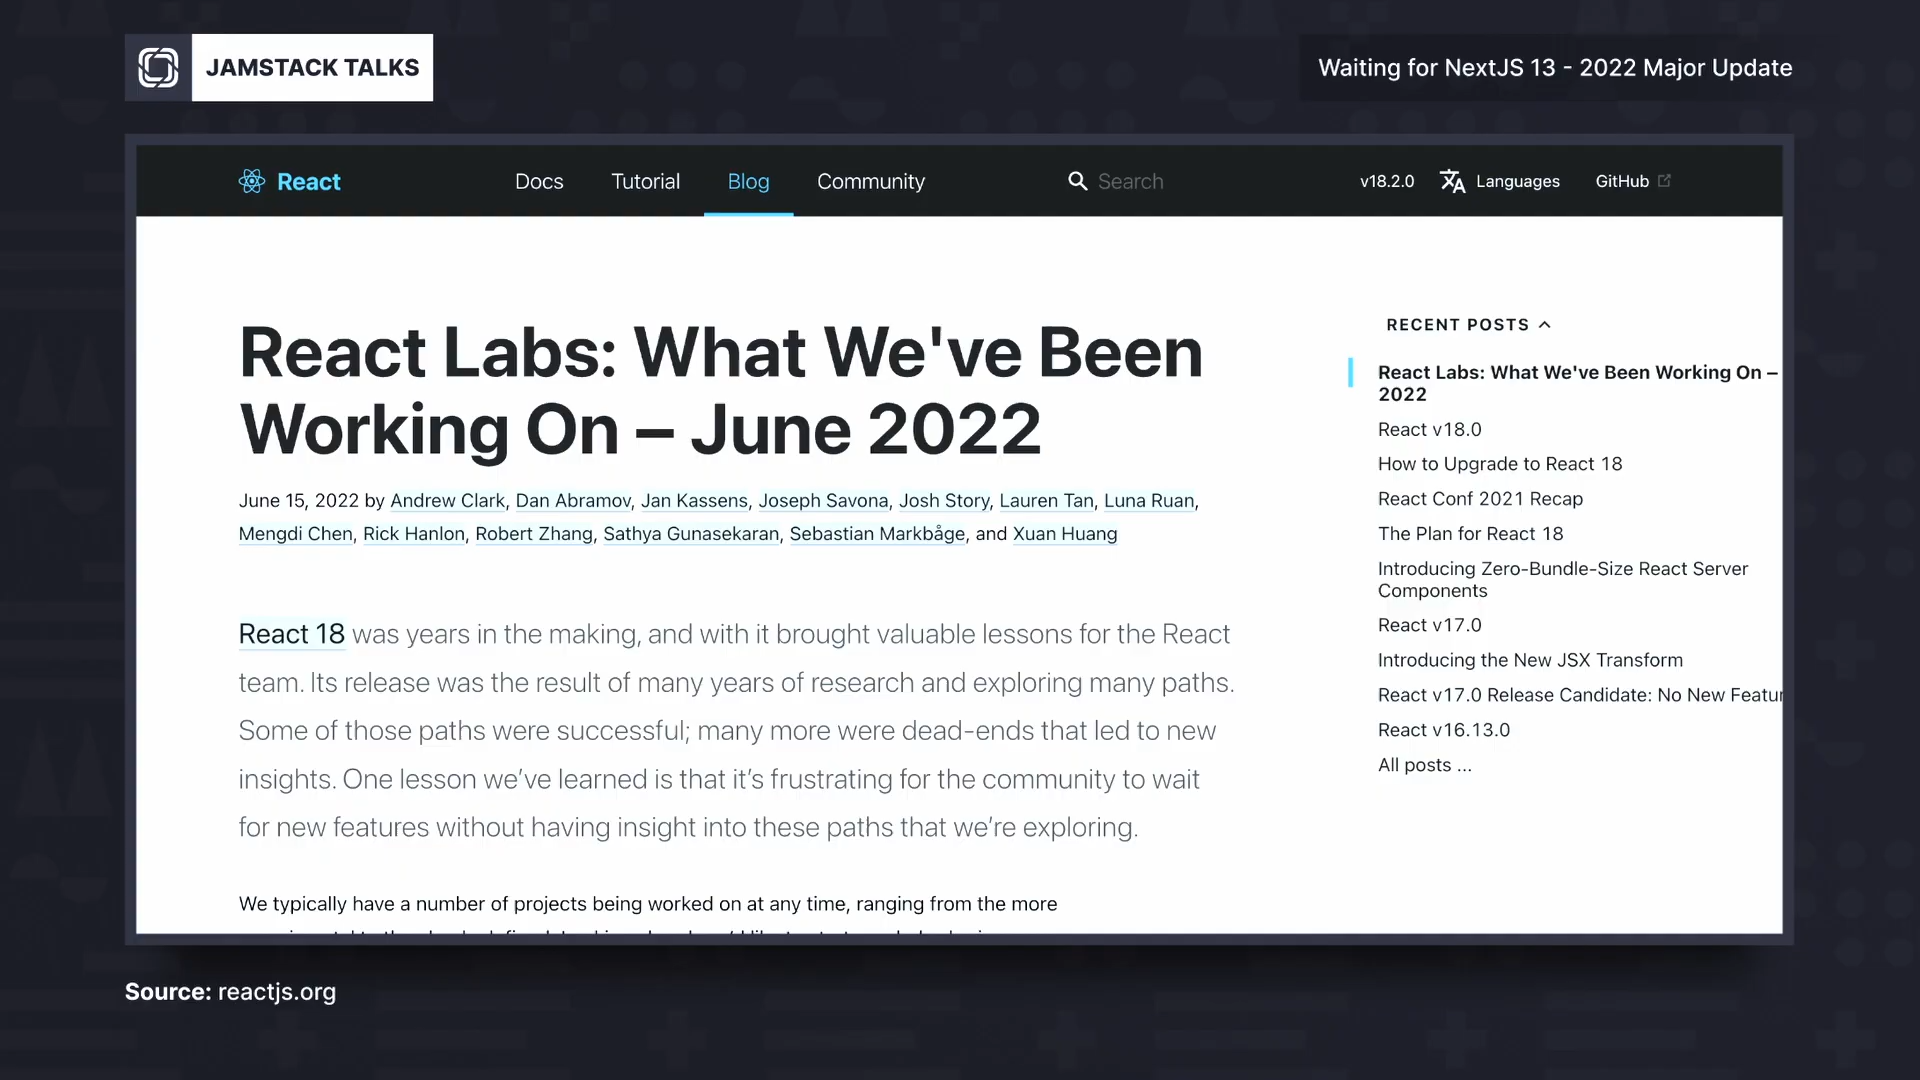 JAMSTACK TALKS
Waiting for NextJS 13 - 2022 Major Update
React
Docs
Tutorial
Blog
Community
Search
v18.2.0
Languages
GitHub
React Labs: What We've Been
Working On – June 2022
June 15, 2022 by Andrew Clark, Dan Abramov, Jan Kassens, Joseph Savona, Josh Story, Lauren Tan, Luna Ruan,
Mengdi Chen, Rick Hanlon, Robert Zhang, Sathya Gunasekaran, Sebastian Markbåge, and Xuan Huang
React 18 was years in the making, and with it brought valuable lessons for the React
team. Its release was the result of many years of research and exploring many paths.
Some of those paths were successful; many more were dead-ends that led to new
insights. One lesson we’ve learned is that it’s frustrating for the community to wait
for new features without having insight into these paths that we’re exploring.
We typically have a number of projects being worked on at any time, ranging from the more
RECENT POSTS
React Labs: What We've Been Working On –
2022
React v18.0
How to Upgrade to React 18
React Conf 2021 Recap
The Plan for React 18
Introducing Zero-Bundle-Size React Server
Components
React v17.0
Introducing the New JSX Transform
React v17.0 Release Candidate: No New Featur
React v16.13.0
All posts ...
Source: reactjs.org